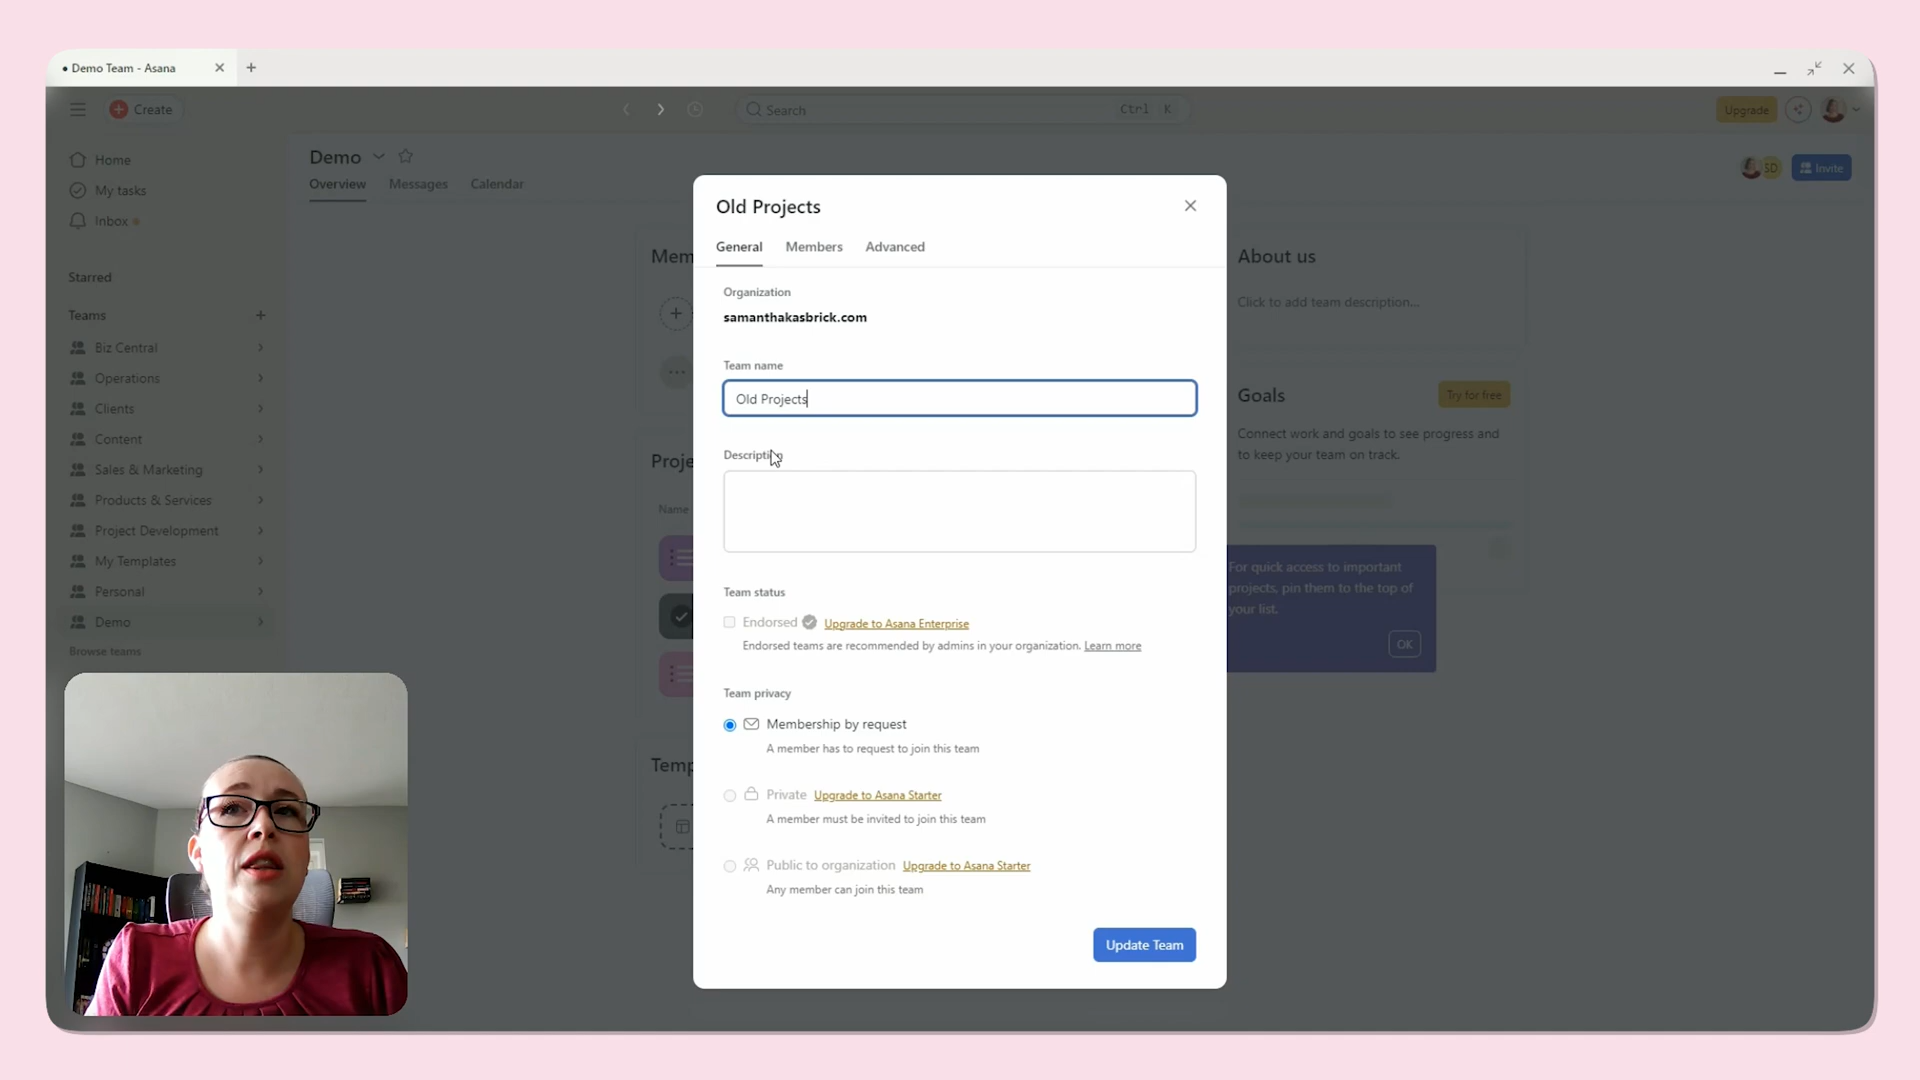 • Demo Team - Asana
Create
Search
Ctrl K
Upgrade
Home
My tasks
Inbox
Starred
Teams
Biz Central
Operations
Clients
Content
Sales & Marketing
Products & Services
Project Development
My Templates
Personal
Demo
Browse teams
Demo
Overview Messages Calendar
SD
Invite
Mem
Proje
Name
Temp
Old Projects
General Members Advanced
Organization
samanthakasbrick.com
Team name
Old Projects
Description
Team status
Endorsed Upgrade to Asana Enterprise
Endorsed teams are recommended by admins in your organization. Learn more
Team privacy
Membership by request
A member has to request to join this team
Private Upgrade to Asana Starter
A member must be invited to join this team
Public to organization Upgrade to Asana Starter
Any member can join this team
Update Team
About us
Click to add team description...
Goals
Try for free
Connect work and goals to see progress and
to keep your team on track.
For quick access to important
projects, pin them to the top of
your list.
OK